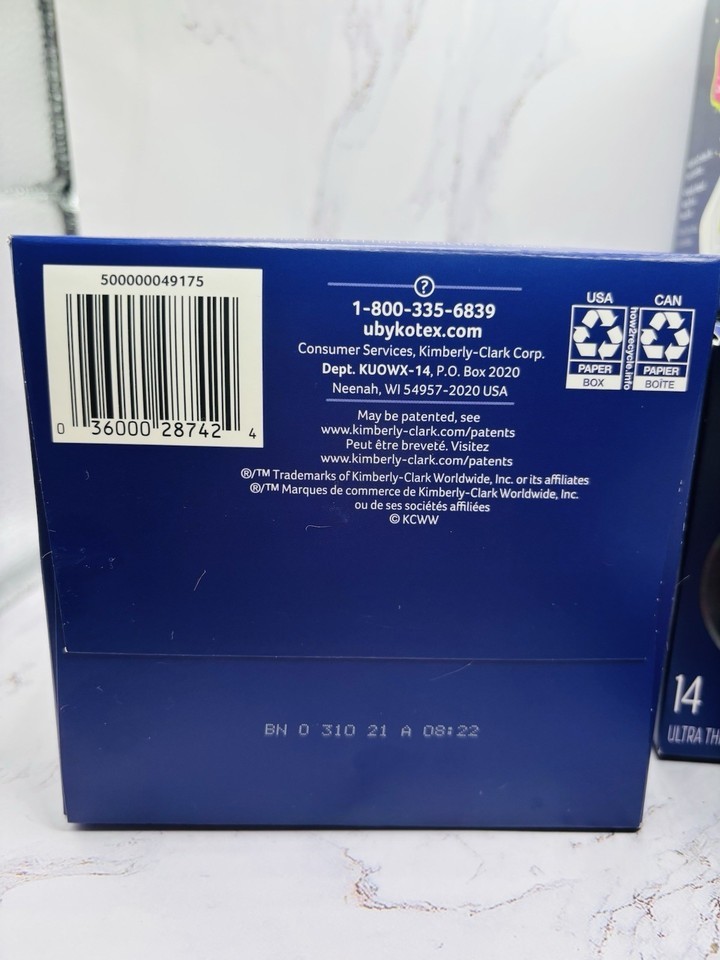 500000049175
0 36000 28742 4
?
1-800-335-6839
ubykotex.com
Consumer Services, Kimberly-Clark Corp.
Dept. KUOWX-14, P.O. Box 2020
Neenah, WI 54957-2020 USA
May be patented, see
www.kimberly-clark.com/patents
Peut être breveté. Visitez
www.kimberly-clark.com/patents
®/™ Trademarks of Kimberly-Clark Worldwide, Inc. or its affiliates
®/™ Marques de commerce de Kimberly-Clark Worldwide, Inc.
ou de ses sociétés affiliées
© KCWW
USA
PAPER
BOX
how2recycle.info
CAN
PAPIER
BOÎTE
BN 0 310 21 A 08:22
14
ULTRA TH